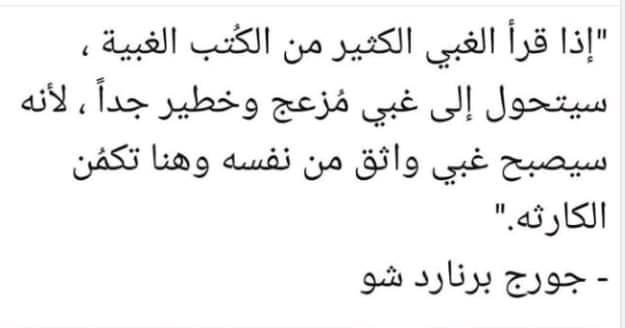 "إذا قرأ الغبي الكثير من الكُتب الغبية ،
سيتحول إلى غبي مُزعج وخطير جداً ، لأنه
سيصبح غبي واثق من نفسه وهنا تكمُن
الكارثه."
- جورج برنارد شو